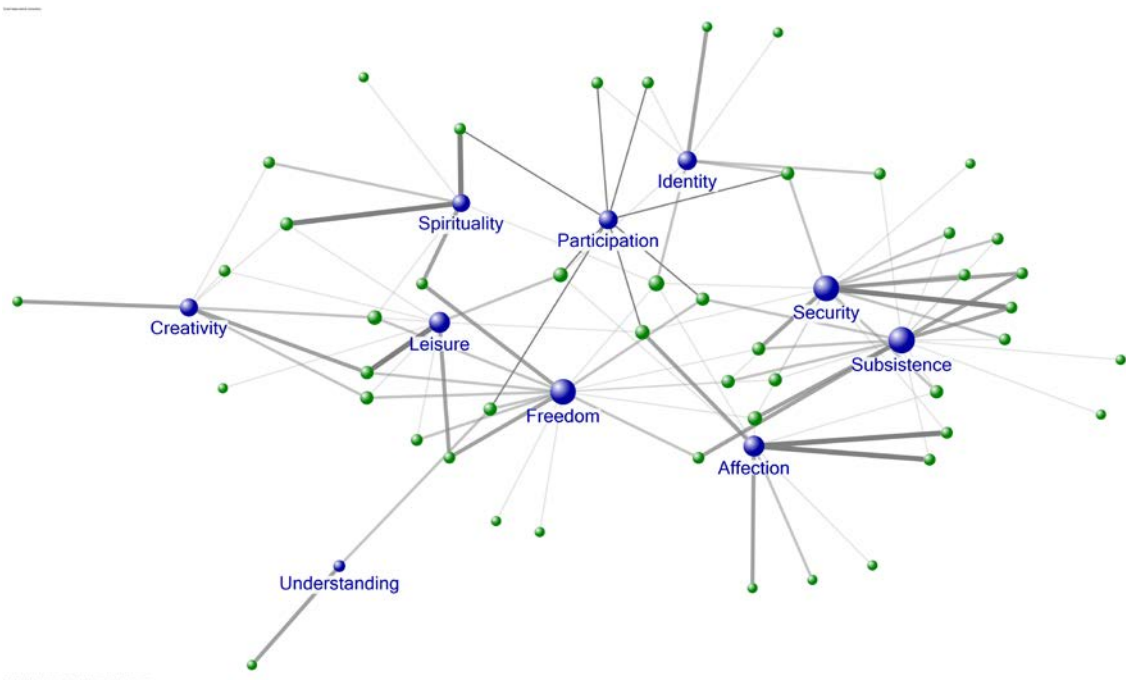 Identity
Spirituality
Participation
Security
Creativity
Leisure
Subsistence
Freedom
Affection
Understanding